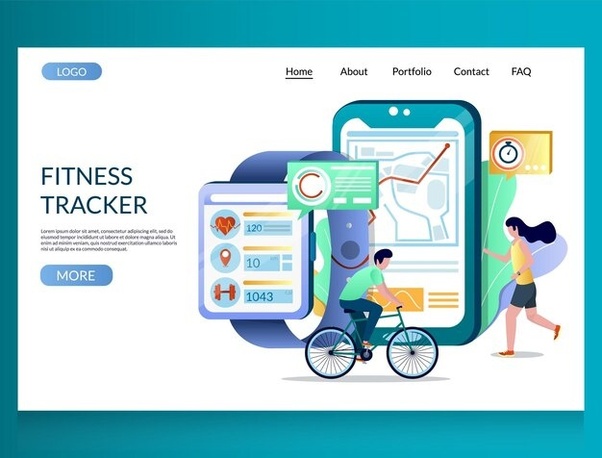 LOGO
Home About Portfolio Contact FAQ
FITNESS
TRACKER
Lorem ipsum dolor sit amet, consectetur adipiscing elit, sed do
eiusmod tempor incididunt ut labore et dolore magna aliqua. Ut
enim ad minim veniam, quis nostrud exercitation ullamco laboris
nisi ut aliquip ex ea commodo consequat.
MORE
120
10
1043